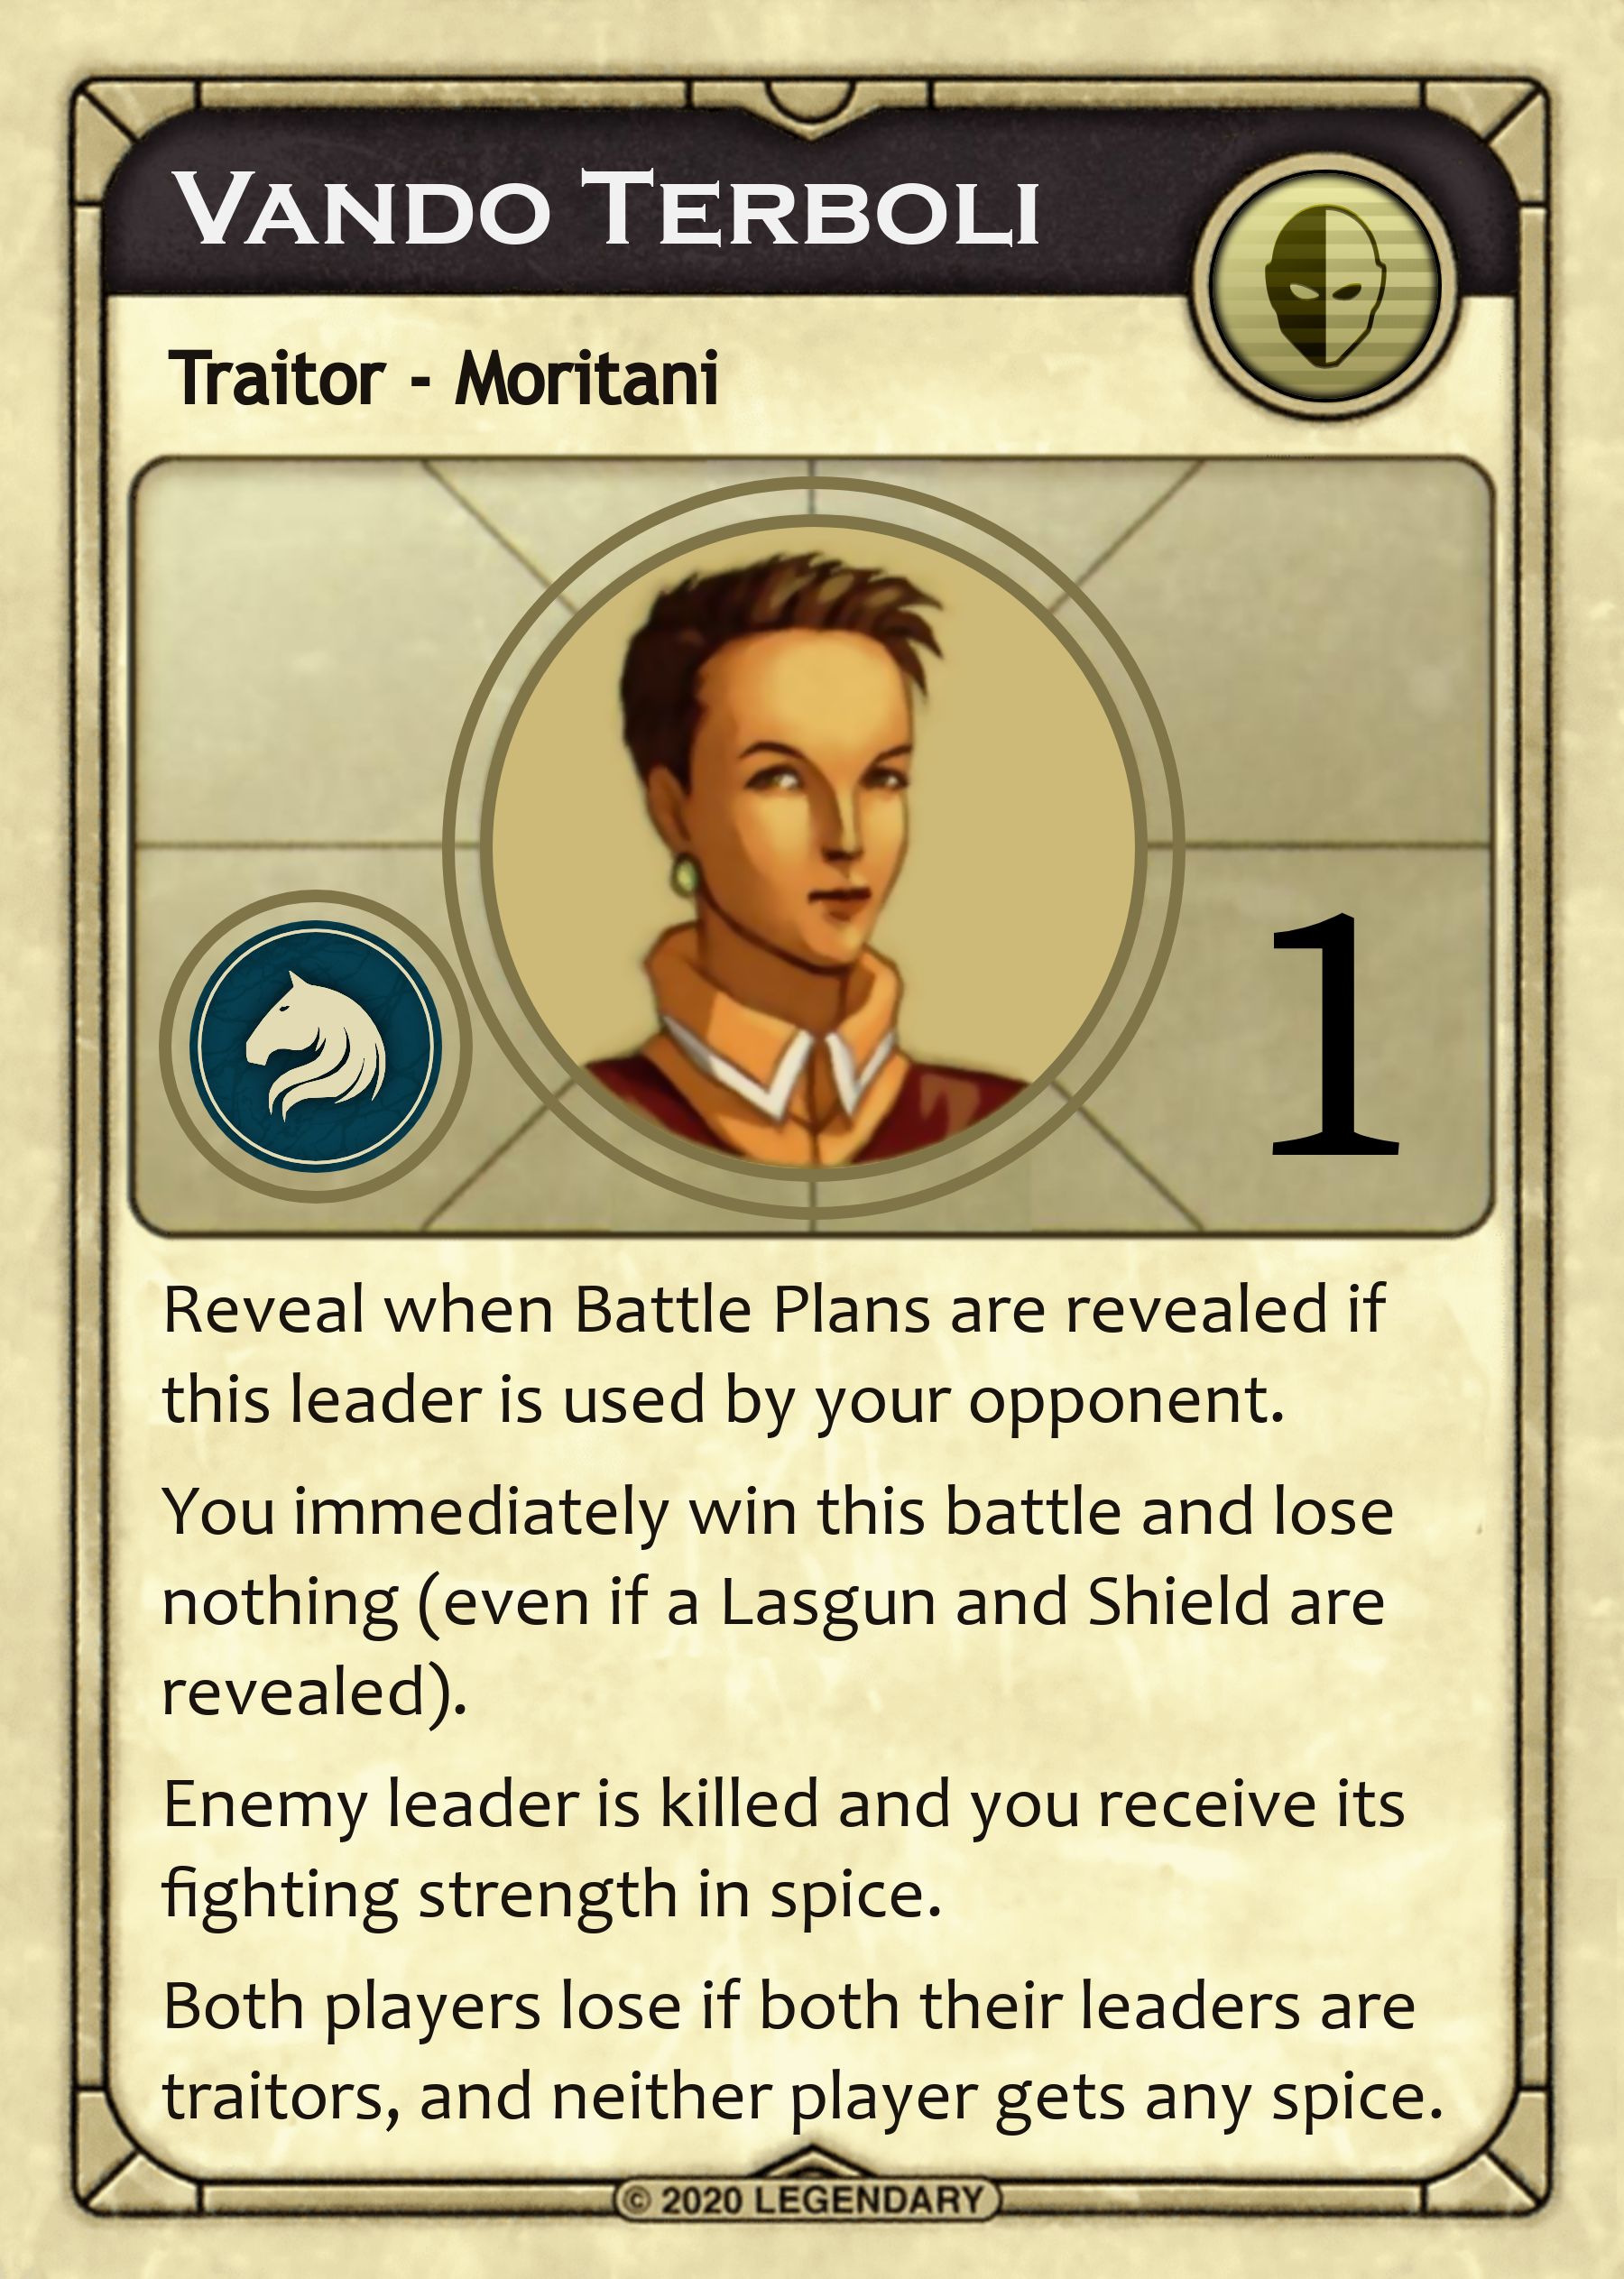 VANDO TERBOLI
Traitor - Moritani
1
Reveal when Battle Plans are revealed if
this leader is used by your opponent.
You immediately win this battle and lose
nothing (even if a Lasgun and Shield are
revealed).
Enemy leader is killed and you receive its
fighting strength in spice.
Both players lose if both their leaders are
traitors, and neither player gets any spice.
© 2020 LEGENDARY